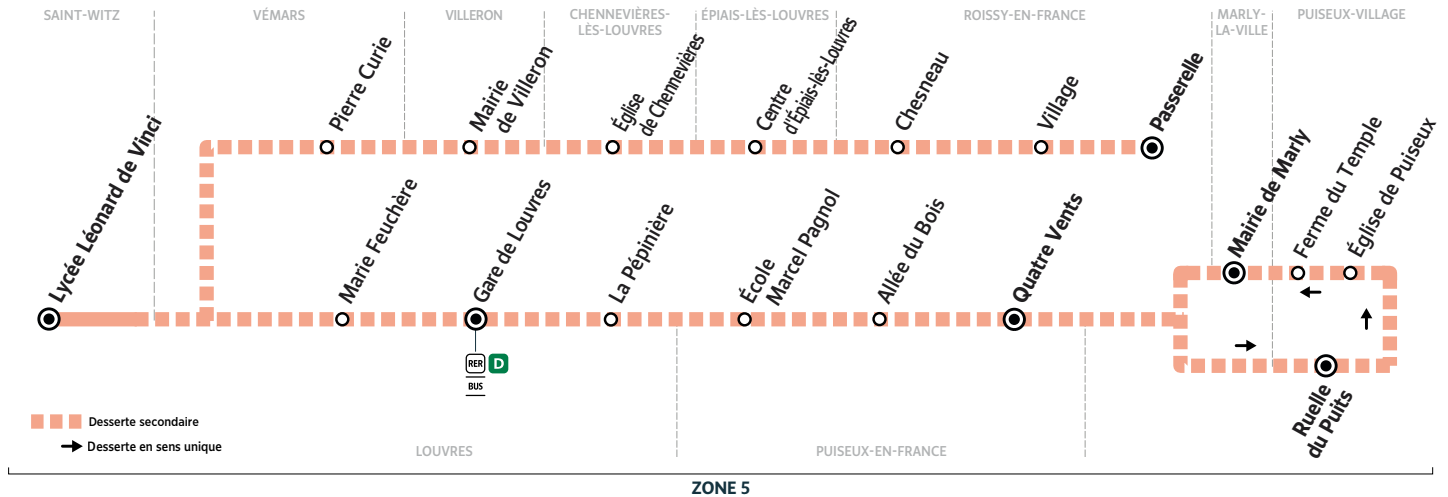 SAINT-WITZ
VÉMARS
VILLERON
CHENNEVIÈRES-
LÈS-LOUVRES
ÉPIAIS-LÈS-LOUVRES
ROISSY-EN-FRANCE
MARLY-
LA-VILLE
PUISEUX-VILLAGE
Pierre Curie
Mairie
de Villeron
Église
de Chennevières
Centre
d'Épiais-lès-Louvres
Chesneau
Village
Passerelle
Lycée Léonard de Vinci
Marie Feuchère
Gare de Louvres
La Pépinière
École
Marcel Pagnol
Allée du Bois
Quatre Vents
Mairie de Marly
Ferme du Temple
Église de Puiseux
RER D
BUS
Ruelle
du Puits
Desserte secondaire
Desserte en sens unique
LOUVRES
PUISEUX-EN-FRANCE
ZONE 5